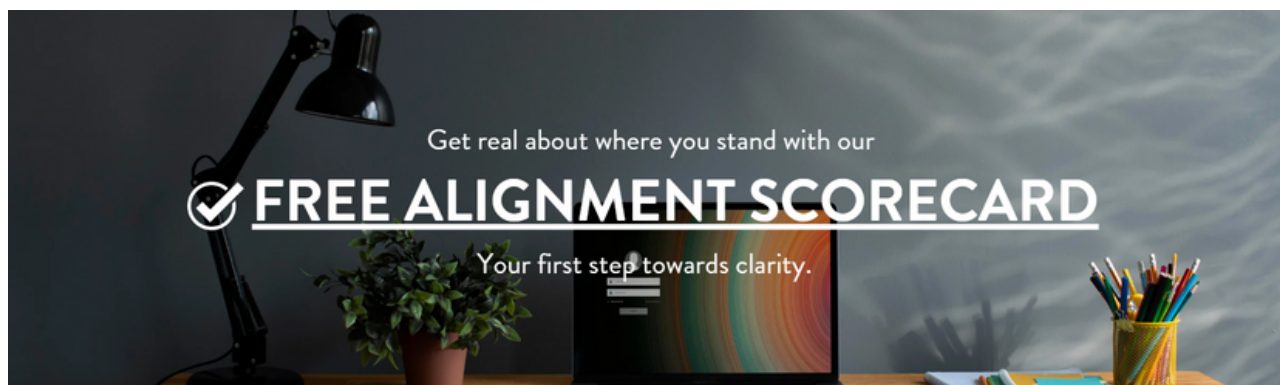 Get real about where you stand with our
FREE ALIGNMENT SCORECARD
Your first step towards clarity.